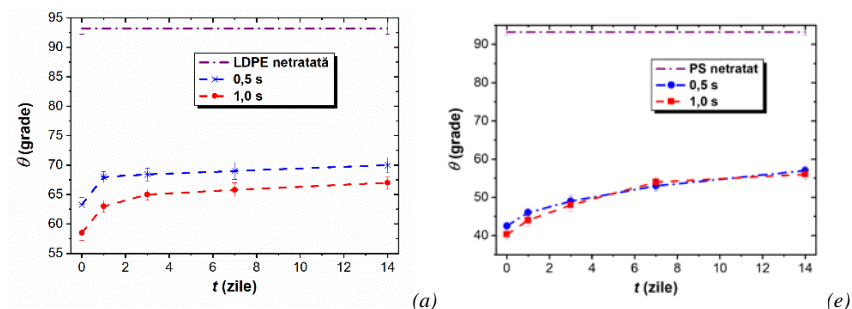 95
90
85
80
75
70
65
60
55
θ (grade)
LDPE netratată
0,5 s
1,0 s
0 2 4 6 8 10 12 14
t (zile)
(a)
90
80
70
60
50
40
θ (grade)
PS netratat
0,5 s
1,0 s
0 2 4 6 8 10 12 14
t (zile)
(e)